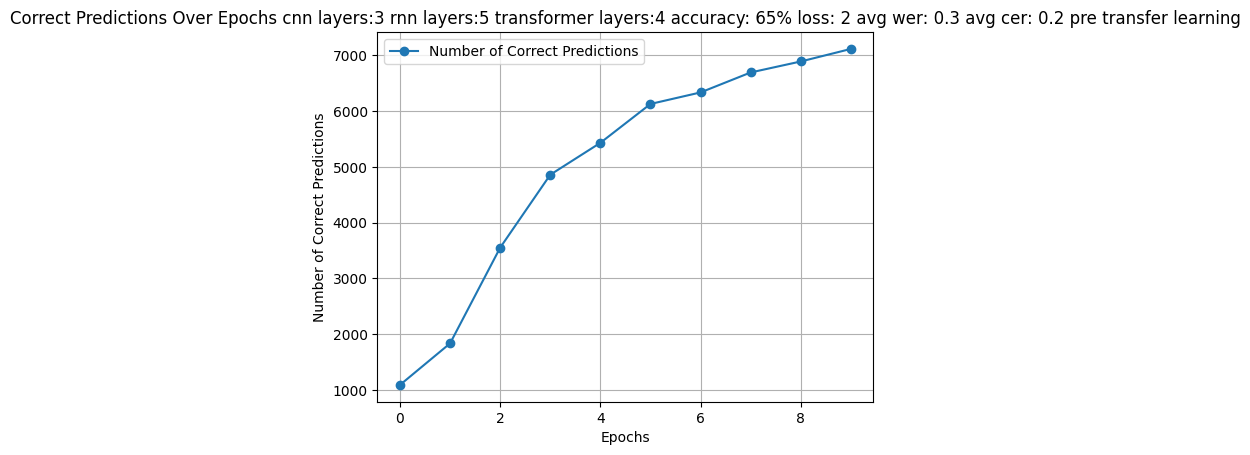 Correct Predictions Over Epochs cnn layers:3 rnn layers:5 transformer layers:4 accuracy: 65% loss: 2 avg wer: 0.3 avg cer: 0.2 pre transfer learning
Number of Correct Predictions
7000
6000
5000
4000
3000
2000
1000
Number of Correct Predictions
0 2 4 6 8
Epochs